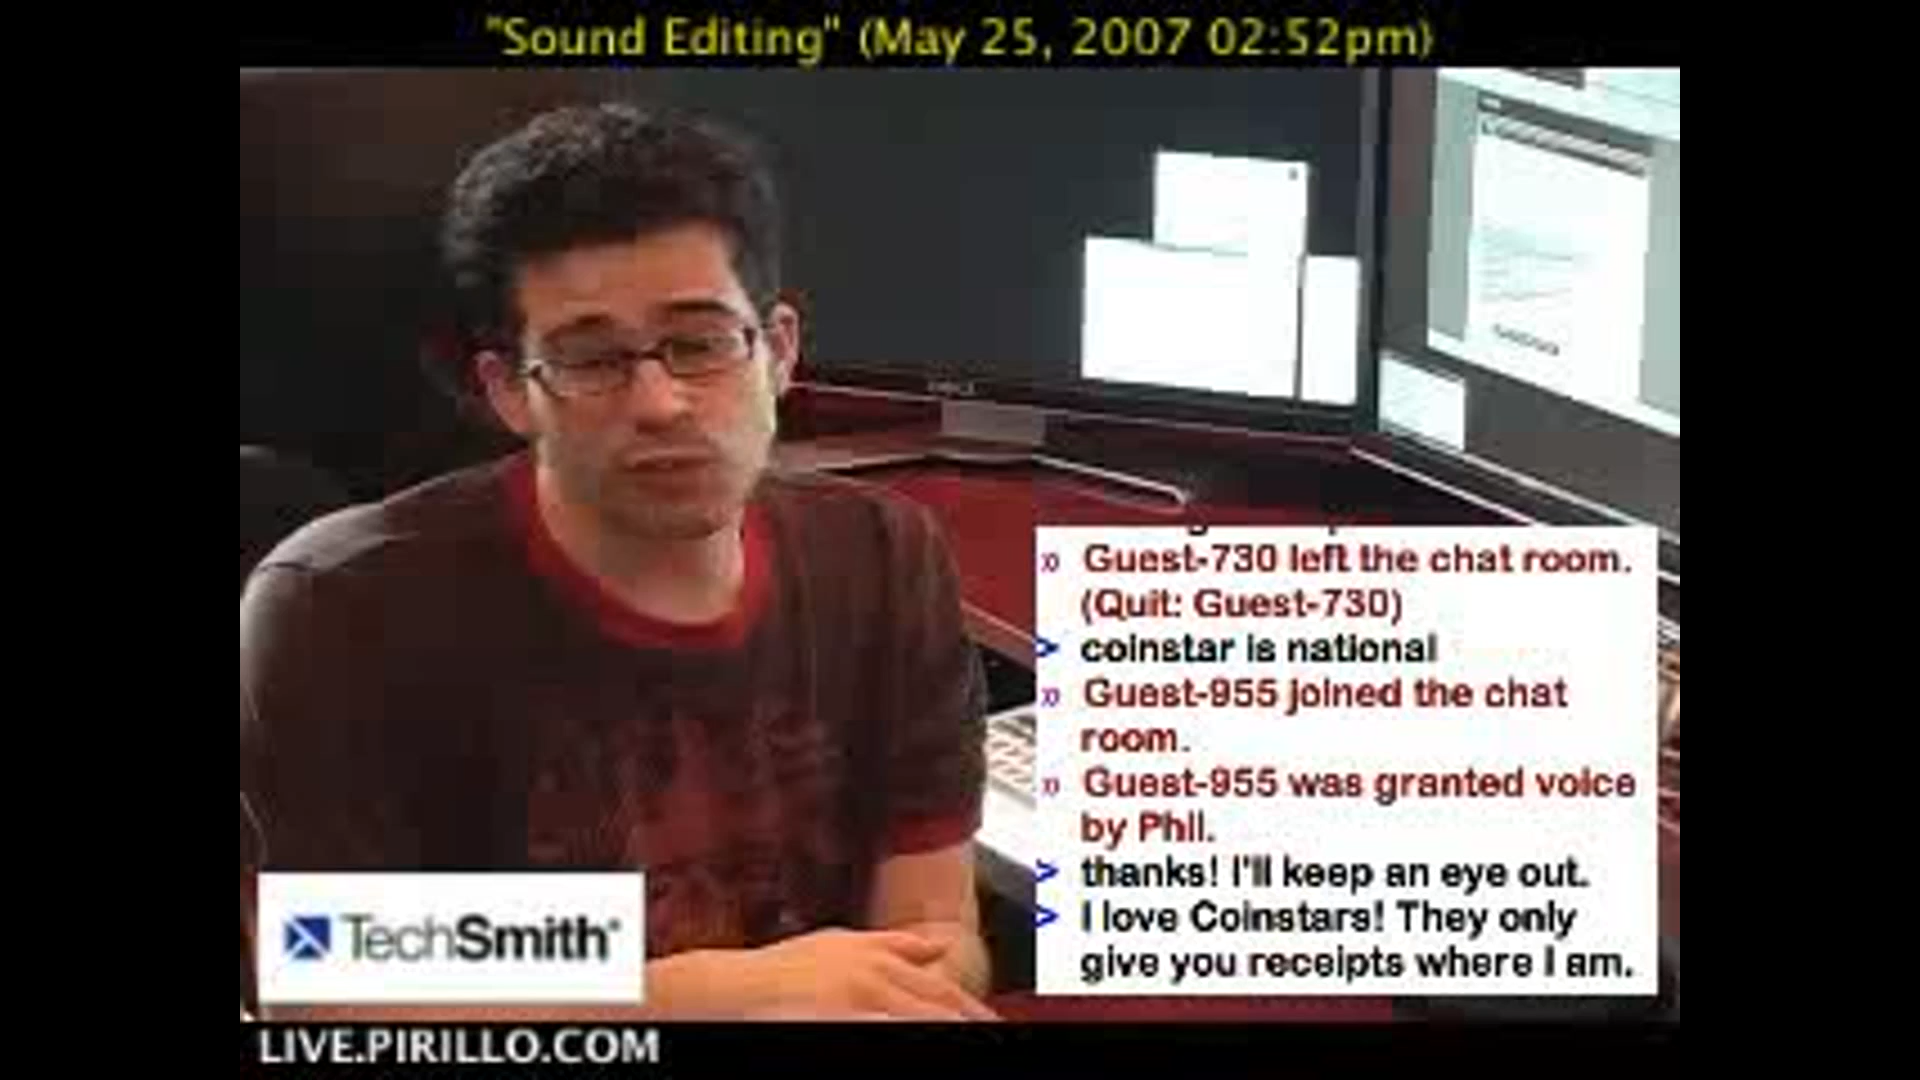 "Sound Editing" (May 25, 2007 02:52pm)
» Guest-730 left the chat room.
(Quit: Guest-730)
> coinstar is national
» Guest-955 joined the chat
room.
» Guest-955 was granted voice
by Phil.
> thanks! I'll keep an eye out.
> I love Coinstars! They only
give you receipts where I am.
TechSmith
LIVE.PIRILLO.COM